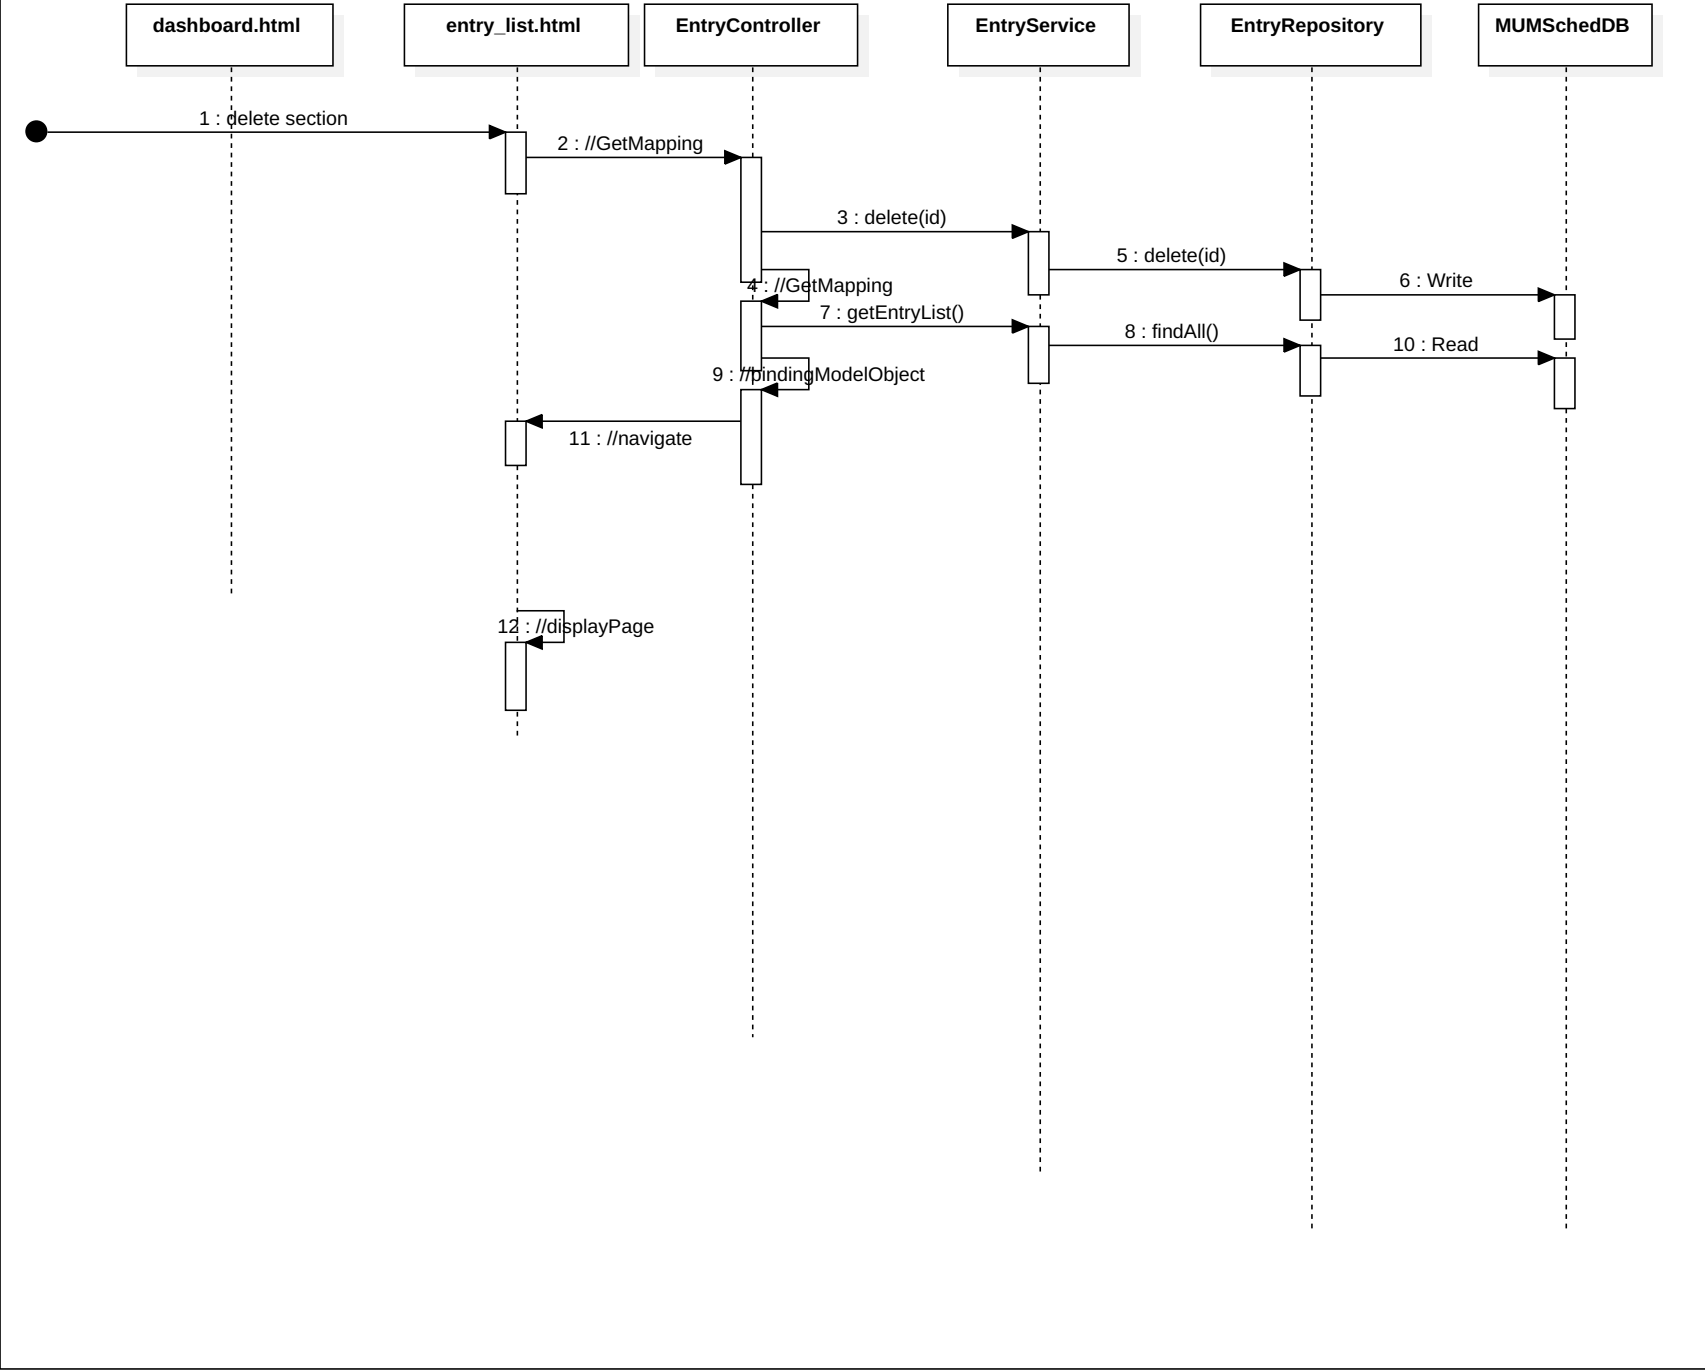 dashboard.html
entry_list.html
EntryController
EntryService
EntryRepository
MUMSchedDB
1 : delete section
2 : //GetMapping
3 : delete(id)
5 : delete(id)
6 : Write
4 : //GetMapping
7 : getEntryList()
8 : findAll()
10 : Read
9 : //bindingModelObject
11 : //navigate
12 : //displayPage